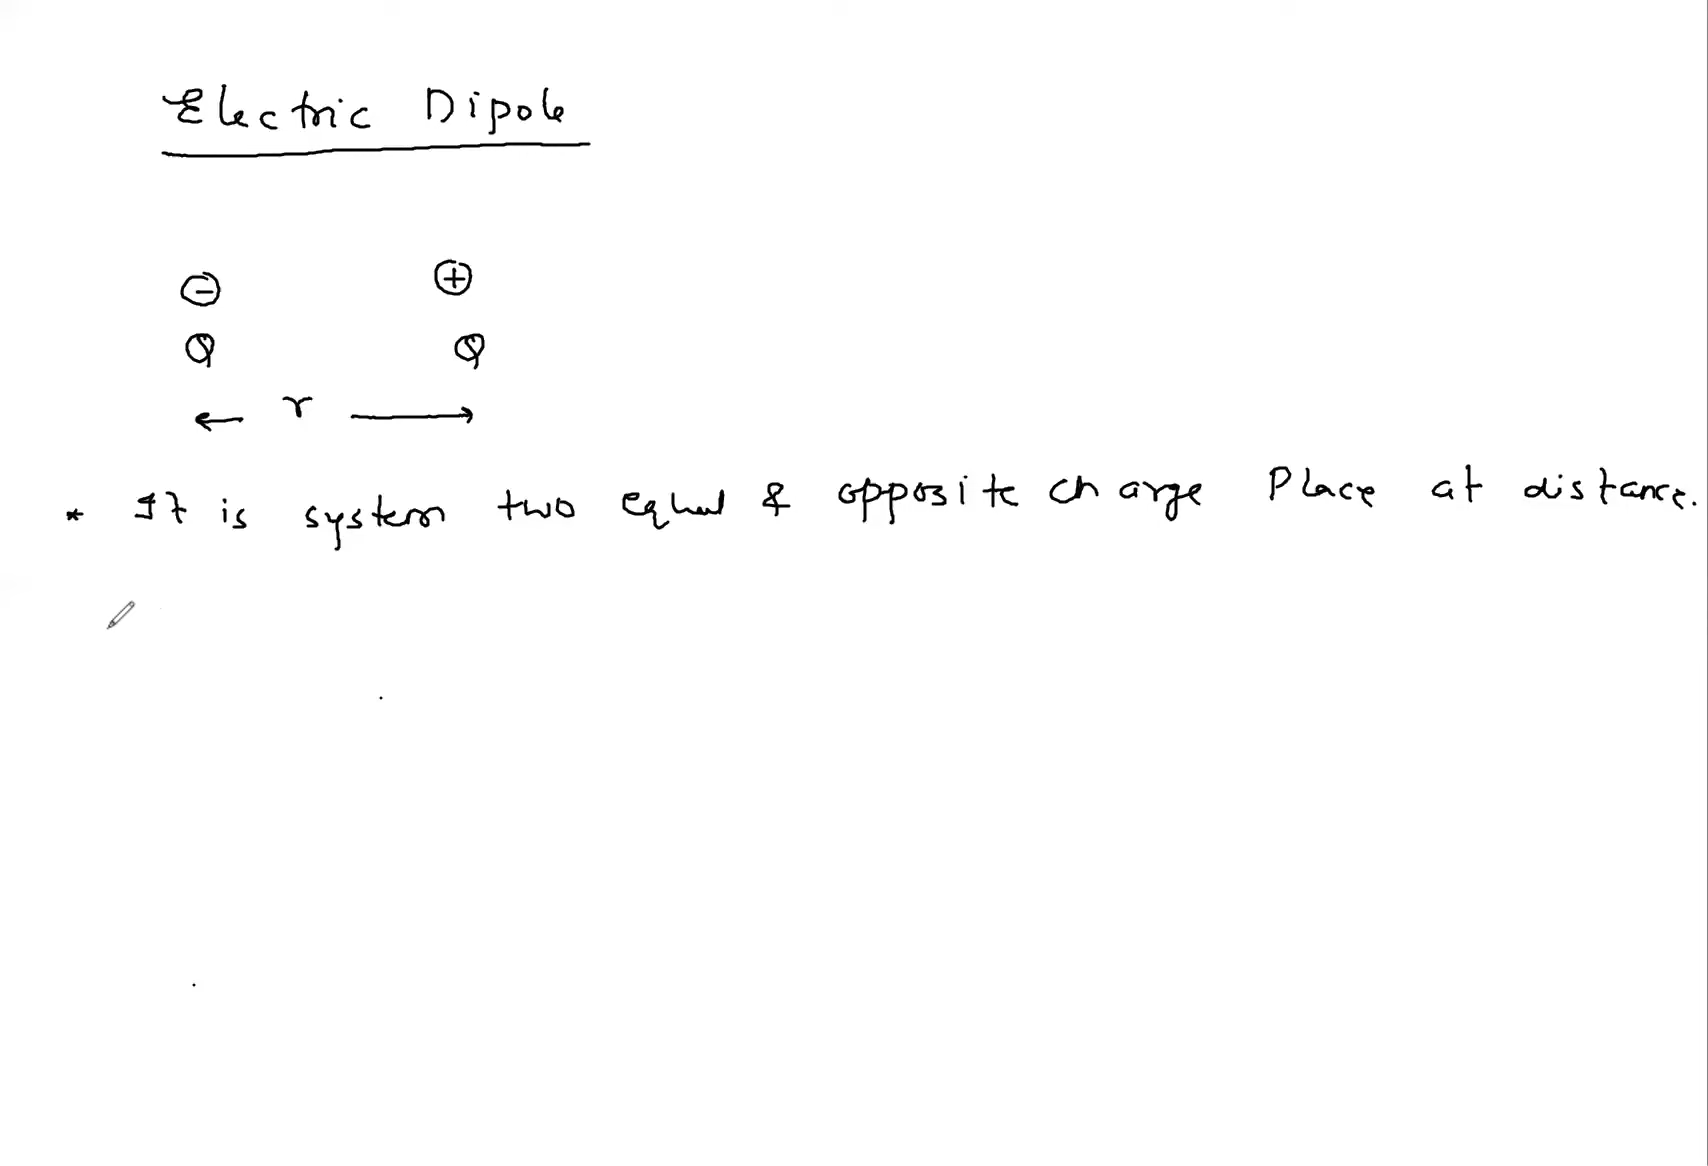 Electric Dipole
⊖ ⊕
Q Q
← r →
* It is system two equal & opposite charge Place at distance.